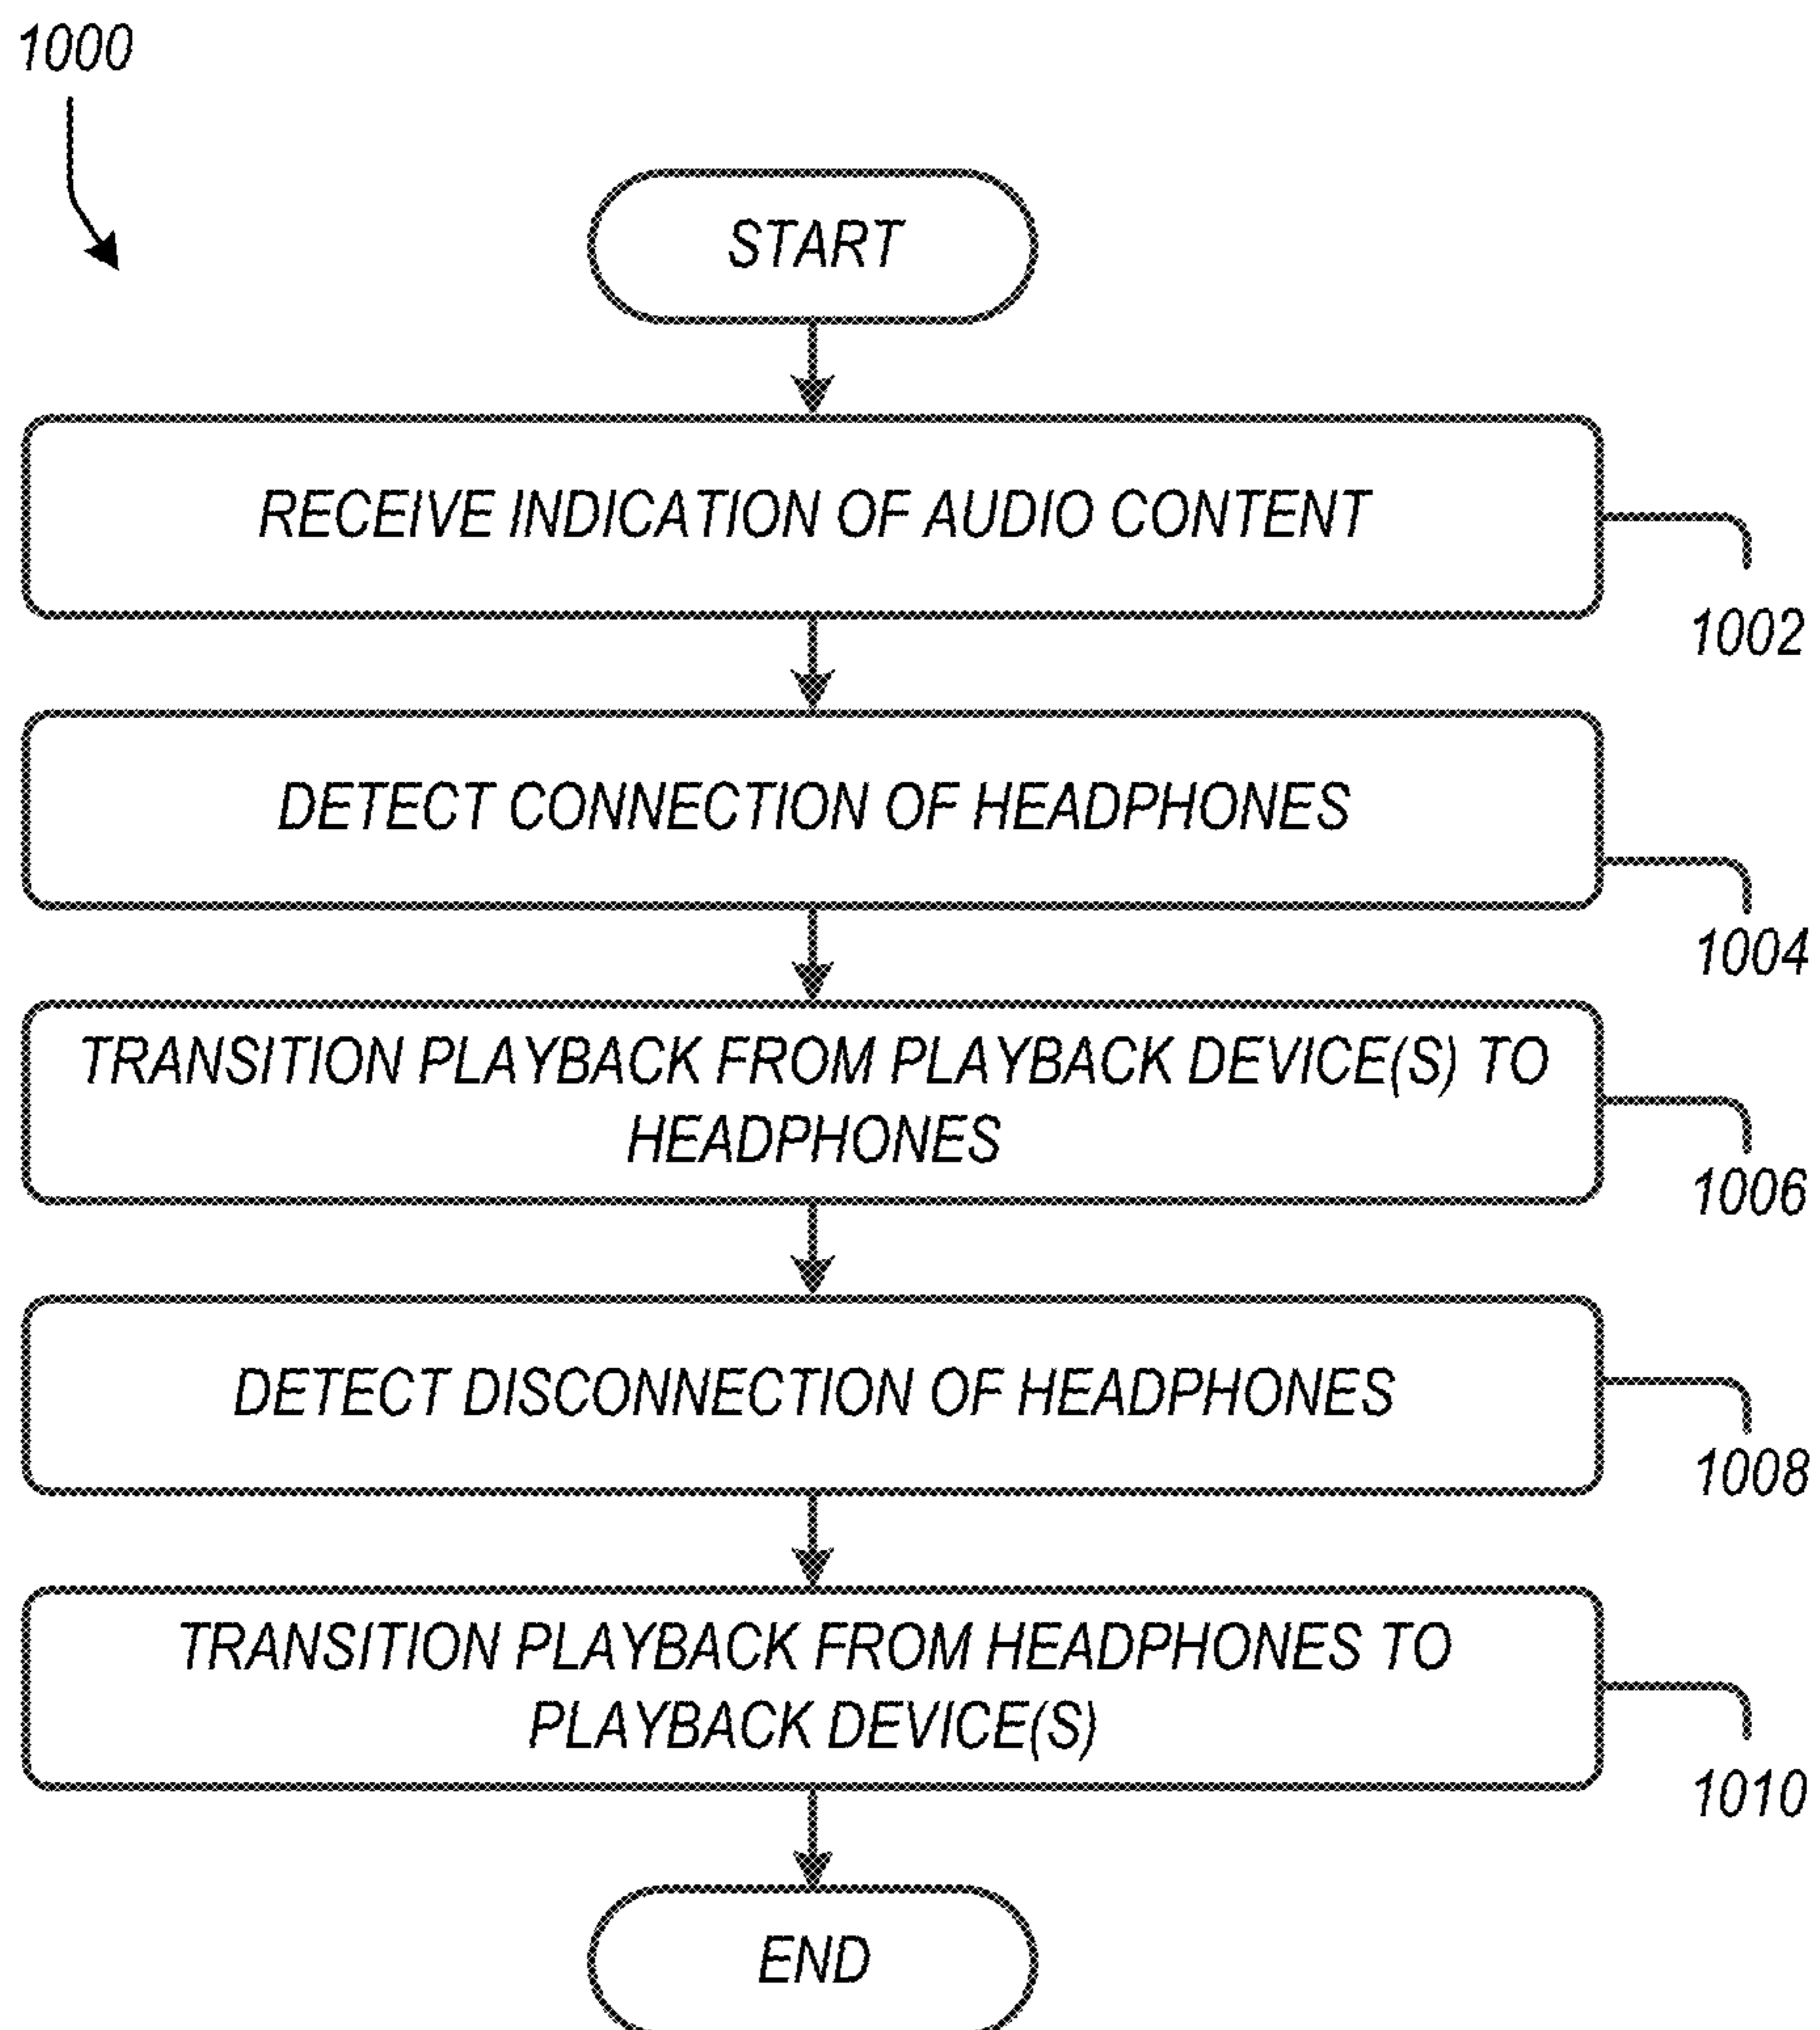 1000
START
RECEIVE INDICATION OF AUDIO CONTENT
1002
DETECT CONNECTION OF HEADPHONES
1004
TRANSITION PLAYBACK FROM PLAYBACK DEVICE(S) TO
HEADPHONES
1006
DETECT DISCONNECTION OF HEADPHONES
1008
TRANSITION PLAYBACK FROM HEADPHONES TO
PLAYBACK DEVICE(S)
1010
END